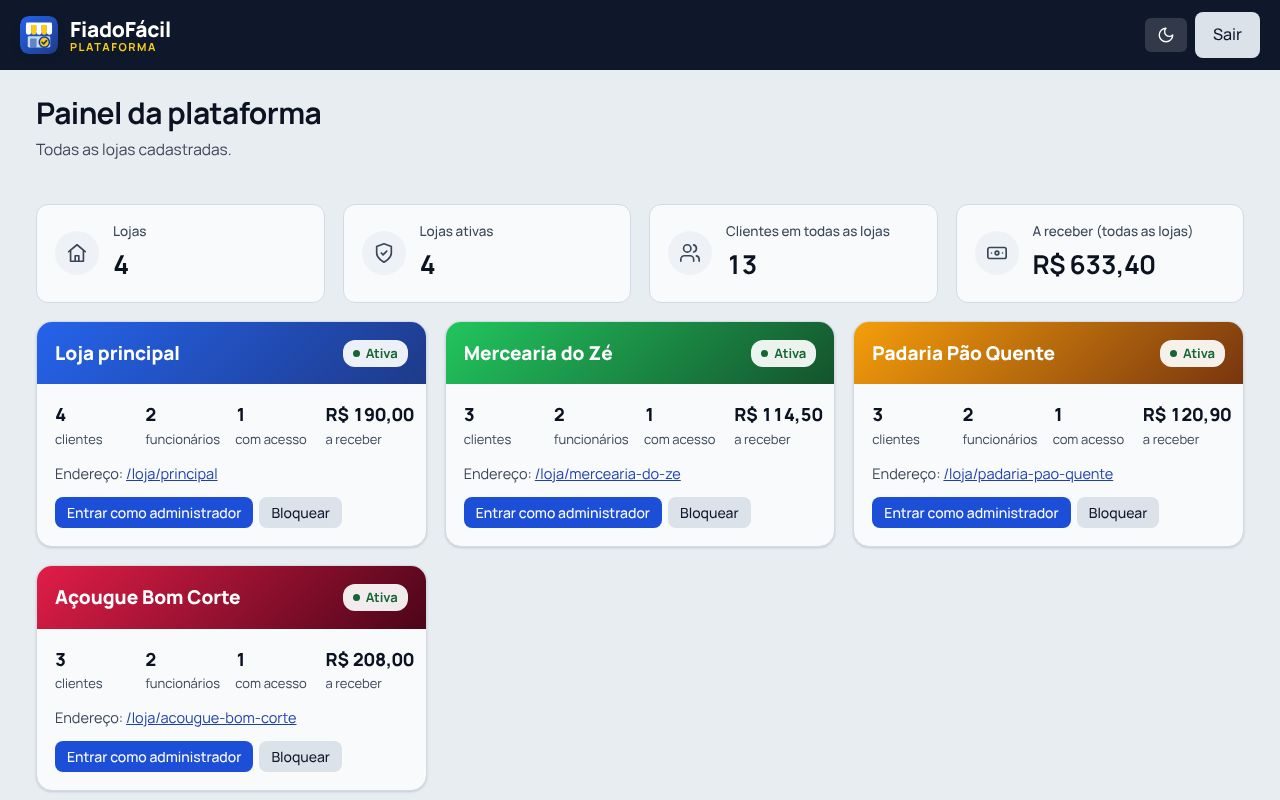 FiadoFácil
PLATAFORMA
Sair
Painel da plataforma
Todas as lojas cadastradas.
Lojas
4
Lojas ativas
4
Clientes em todas as lojas
13
A receber (todas as lojas)
R$ 633,40
Loja principal
Ativa
4
clientes
2
funcionários
1
com acesso
R$ 190,00
a receber
Endereço: /loja/principal
Entrar como administrador
Bloquear
Mercearia do Zé
Ativa
3
clientes
2
funcionários
1
com acesso
R$ 114,50
a receber
Endereço: /loja/mercearia-do-ze
Entrar como administrador
Bloquear
Padaria Pão Quente
Ativa
3
clientes
2
funcionários
1
com acesso
R$ 120,90
a receber
Endereço: /loja/padaria-pao-quente
Entrar como administrador
Bloquear
Açougue Bom Corte
Ativa
3
clientes
2
funcionários
1
com acesso
R$ 208,00
a receber
Endereço: /loja/acougue-bom-corte
Entrar como administrador
Bloquear